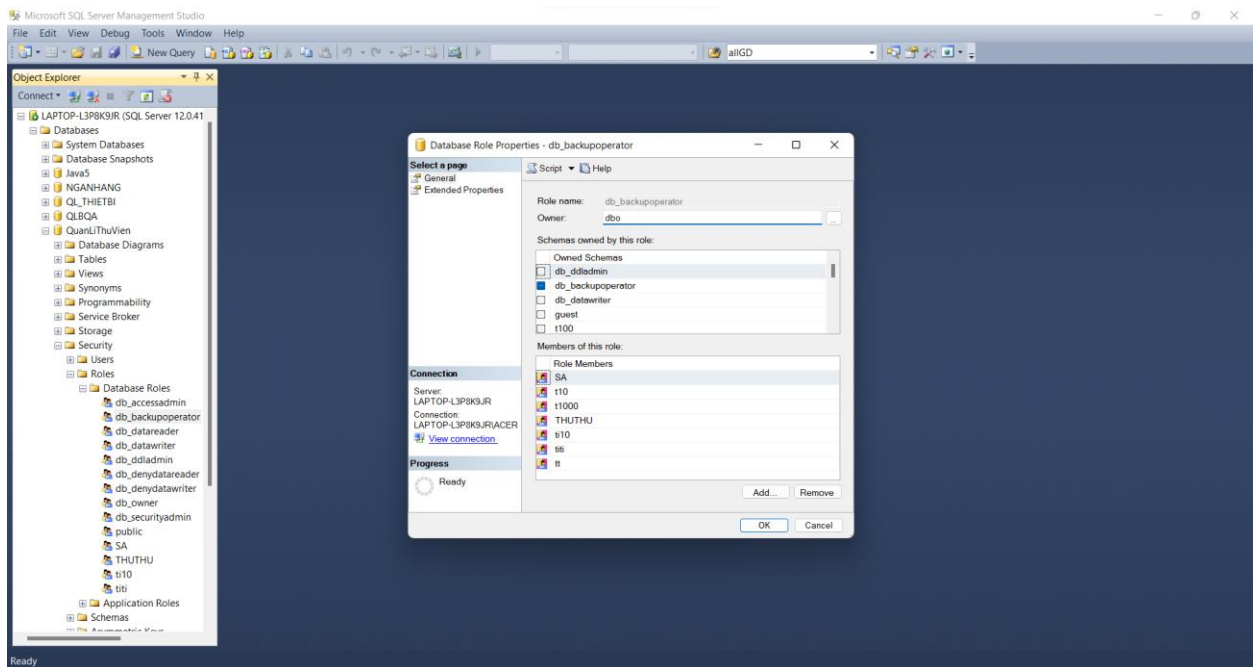 Microsoft SQL Server Management Studio
File Edit View Debug Tools Window Help
New Query
allGD
Object Explorer
Connect
LAPTOP-L3P8K9JR (SQL Server 12.0.41
Databases
System Databases
Database Snapshots
Java5
NGANHANG
QL_THIETBI
QLBQA
QuanLiThuVien
Database Diagrams
Tables
Views
Synonyms
Programmability
Service Broker
Storage
Security
Users
Roles
Database Roles
db_accessadmin
db_backupoperator
db_datareader
db_datawriter
db_ddladmin
db_denydatareader
db_denydatawriter
db_owner
db_securityadmin
public
SA
THUTHU
ti10
titi
Application Roles
Schemas
Asymmetric Keys
Ready
Database Role Properties - db_backupoperator
Select a page
General
Extended Properties
Connection
Server:
LAPTOP-L3P8K9JR
Connection:
LAPTOP-L3P8K9JR\ACER
View connection
Progress
Ready
Script Help
Role name: db_backupoperator
Owner: dbo
...
Schemas owned by this role:
Owned Schemas
db_ddladmin
db_backupoperator
db_datawriter
guest
t100
Members of this role:
Role Members
SA
t10
t1000
THUTHU
ti10
titi
tt
Add... Remove
OK Cancel